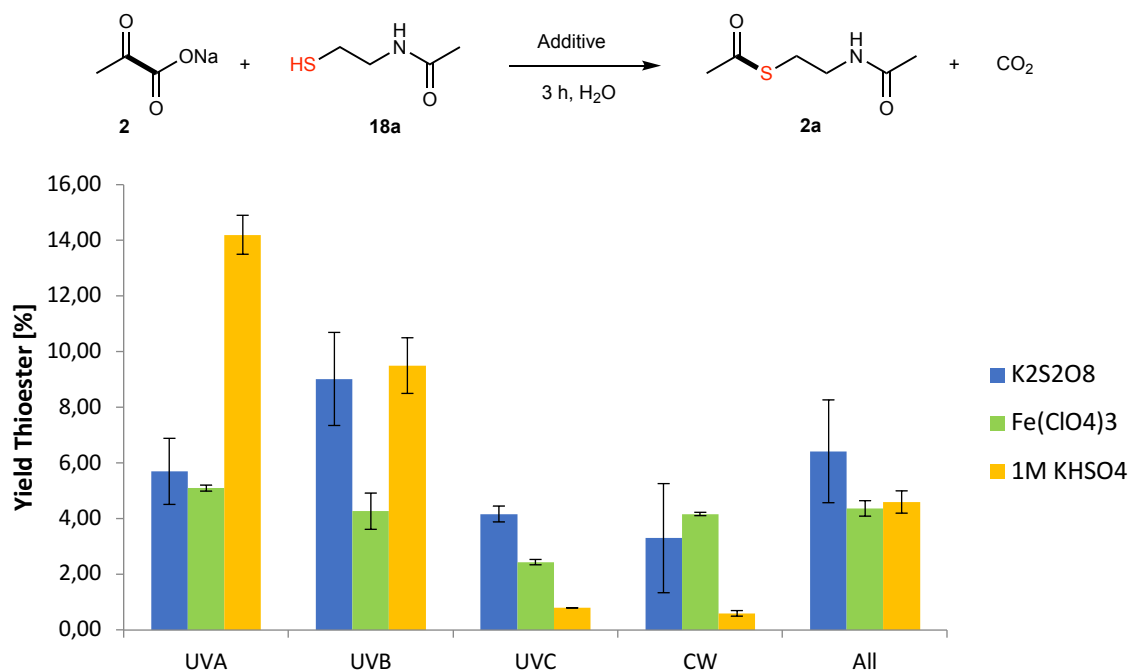 O
ONa
O
2
+
HS
H
N
O
18a
Additive
3 h, H₂O
O
S
H
N
O
2a
+
CO₂
Yield Thioester [%]
16,00
14,00
12,00
10,00
8,00
6,00
4,00
2,00
0,00
UVA
UVB
UVC
CW
All
K2S2O8
Fe(ClO4)3
1M KHSO4